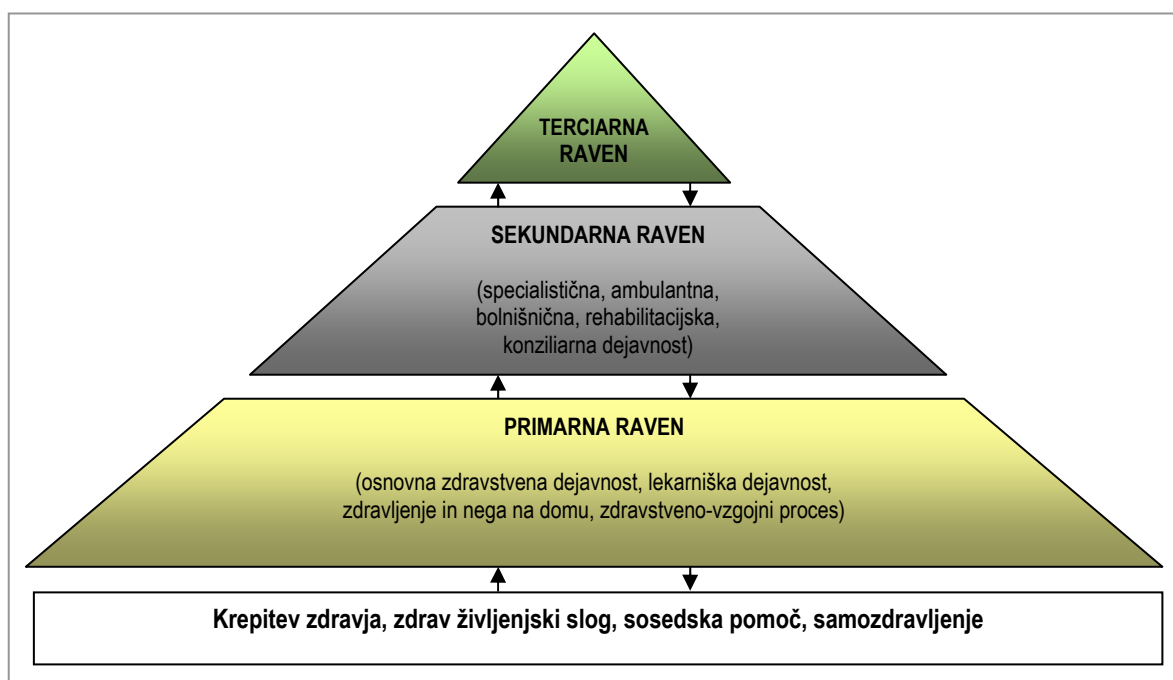 TERCIARNA
RAVEN
SEKUNDARNA RAVEN
(specialistična, ambulantna,
bolnišnična, rehabilitacijska,
konziliarna dejavnost)
PRIMARNA RAVEN
(osnovna zdravstvena dejavnost, lekarniška dejavnost,
zdravljenje in nega na domu, zdravstveno-vzgojni proces)
Krepitev zdravja, zdrav življenjski slog, sosedska pomoč, samozdravljenje